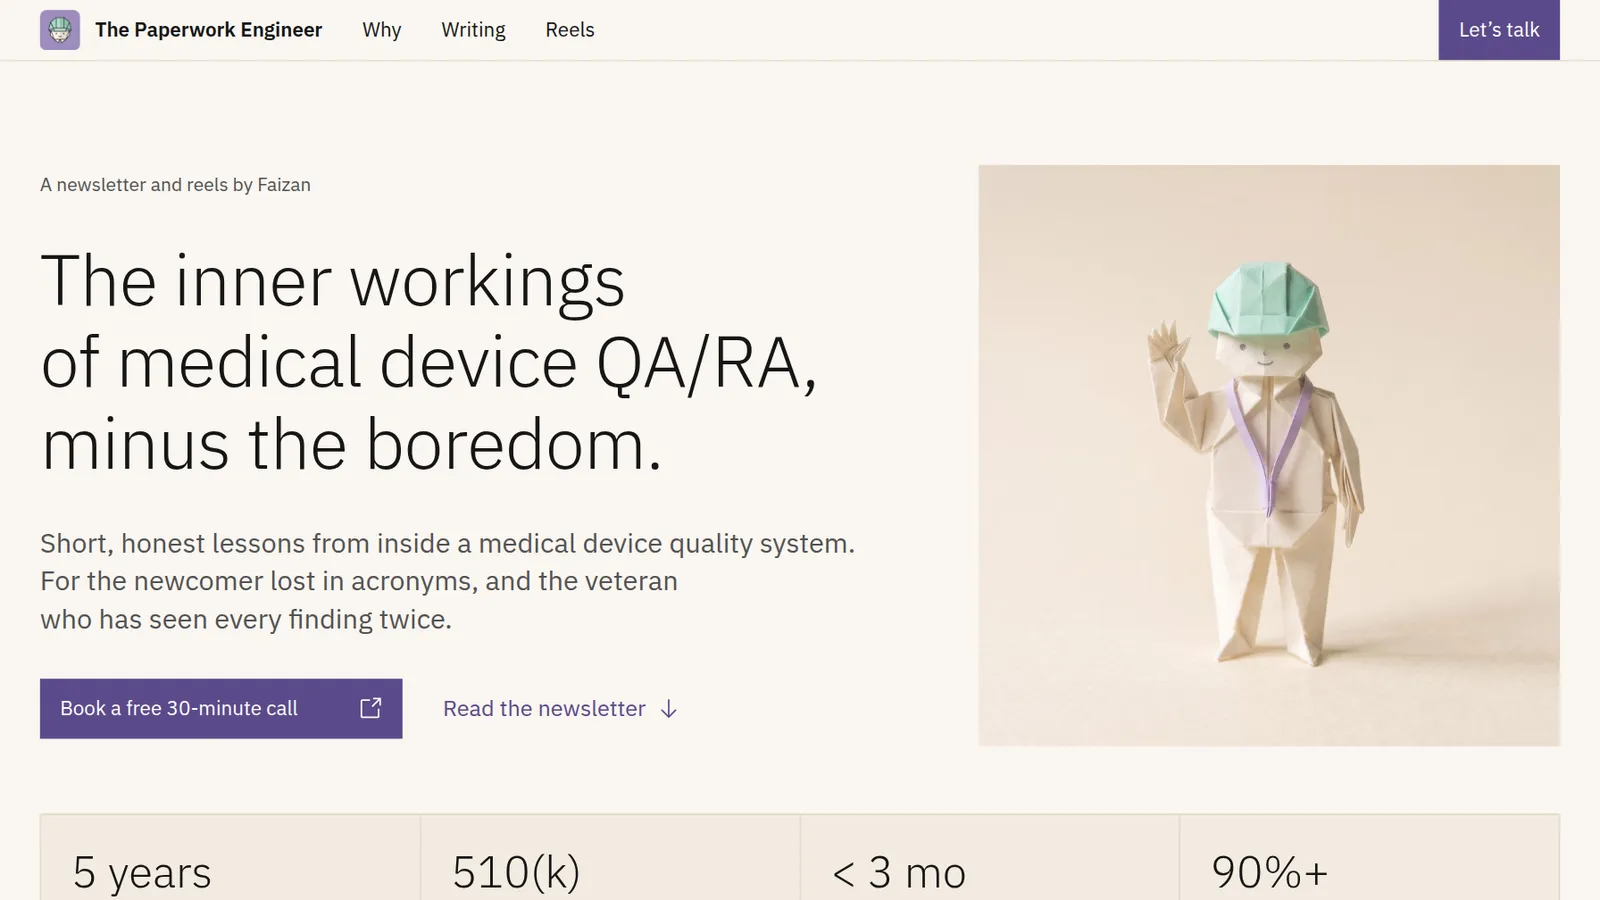 The Paperwork Engineer
Why
Writing
Reels
Let’s talk
A newsletter and reels by Faizan
The inner workings
of medical device QA/RA,
minus the boredom.
Short, honest lessons from inside a medical device quality system.
For the newcomer lost in acronyms, and the veteran
who has seen every finding twice.
Book a free 30-minute call
Read the newsletter
5 years
510(k)
< 3 mo
90%+